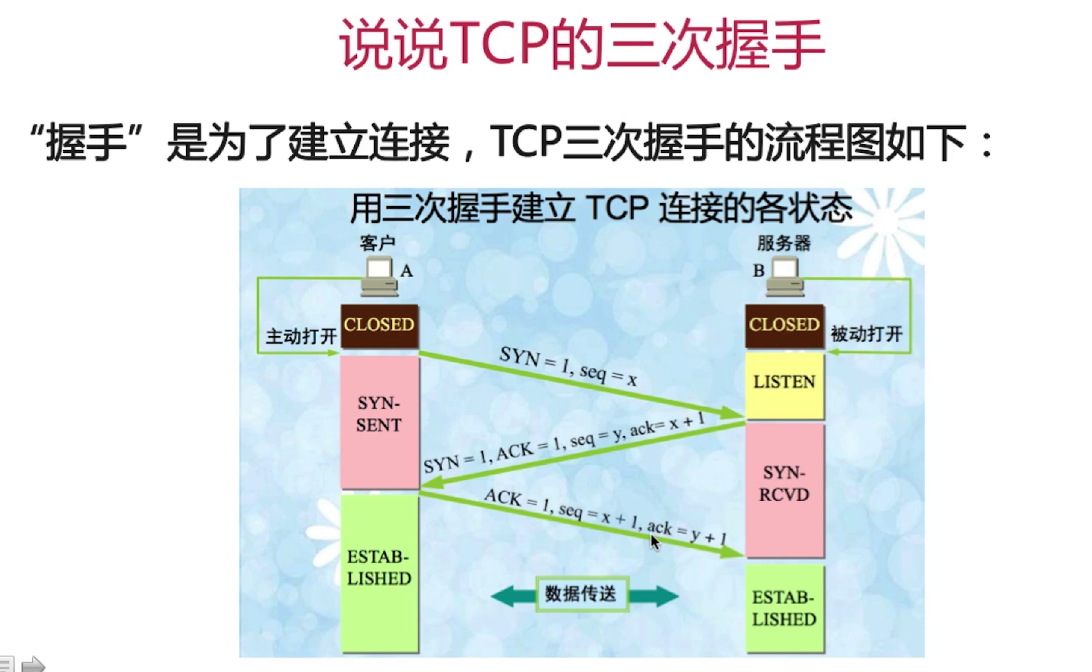 说说TCP的三次握手
“握手”是为了建立连接，TCP三次握手的流程图如下：
用三次握手建立 TCP 连接的各状态
客户
服务器
A
B
CLOSED
CLOSED
主动打开
被动打开
SYN = 1, seq = x
LISTEN
SYN-
SENT
SYN = 1, ACK = 1, seq = y, ack= x + 1
SYN-
RCVD
ACK = 1, seq = x + 1, ack = y + 1
ESTAB-
LISHED
数据传送
ESTAB-
LISHED